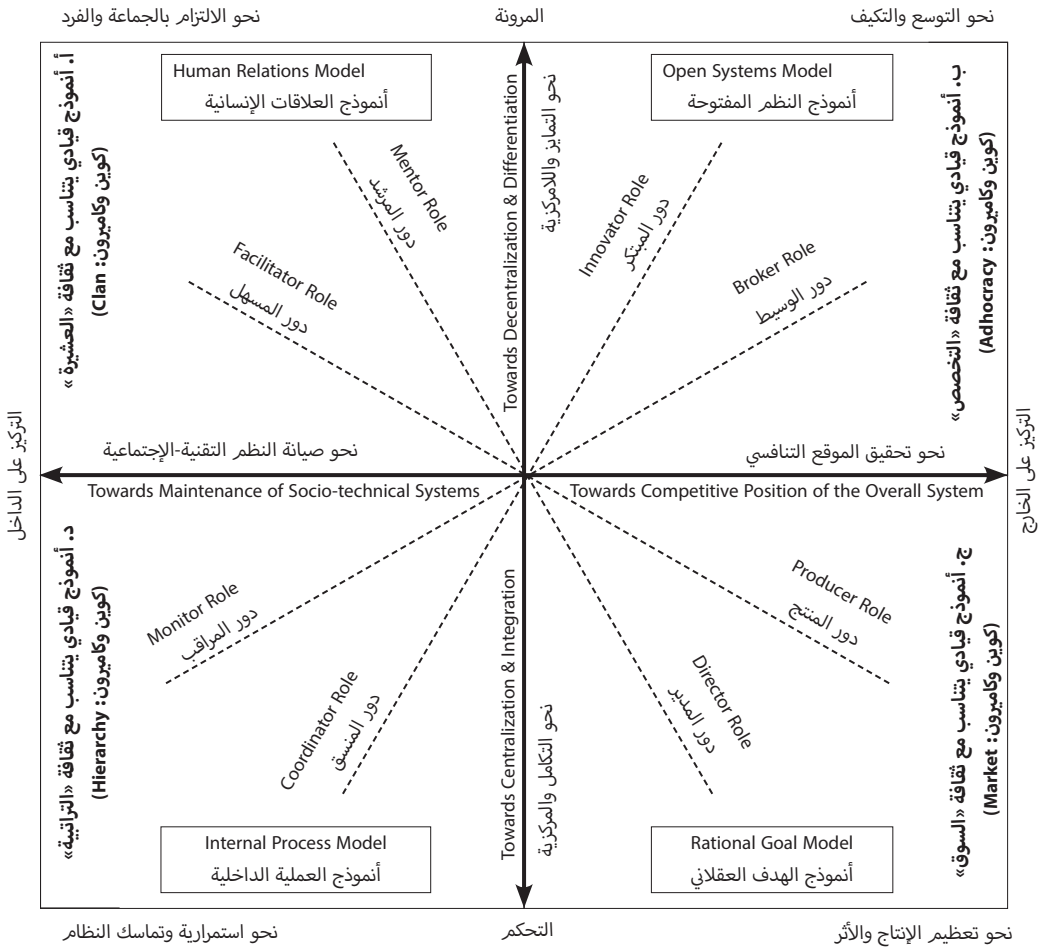 نحو التوسع والتكيف
المرونة
نحو الالتزام بالجماعة والفرد
Human Relations Model
أنموذج العلاقات الإنسانية
Open Systems Model
أنموذج النظم المفتوحة
أ. أنموذج قيادي يتناسب مع ثقافة «العشيرة»
(كوين وكاميرون: Clan)
Mentor Role
دور المرشد
Facilitator Role
دور المسهل
Towards Decentralization & Differentiation
نحو التمايز واللامركزية
Innovator Role
دور المبتكر
Broker Role
دور الوسيط
ب. أنموذج قيادي يتناسب مع ثقافة «التخصص»
(كوين وكاميرون: Adhocracy)
التركيز على الداخل
نحو صيانة النظم التقنية-الإجتماعية
Towards Maintenance of Socio-technical Systems
نحو تحقيق الموقع التنافسي
Towards Competitive Position of the Overall System
التركيز على الخارج
د. أنموذج قيادي يتناسب مع ثقافة «التراتبية»
(كوين وكاميرون: Hierarchy)
Monitor Role
دور المراقب
Coordinator Role
دور المنسق
Towards Centralization & Integration
نحو التكامل والمركزية
Director Role
دور المدير
Producer Role
دور المنتج
ج. أنموذج قيادي يتناسب مع ثقافة «السوق»
(كوين وكاميرون: Market)
Internal Process Model
أنموذج العملية الداخلية
Rational Goal Model
أنموذج الهدف العقلاني
نحو تعظيم الإنتاج والأثر
التحكم
نحو استمرارية وتماسك النظام